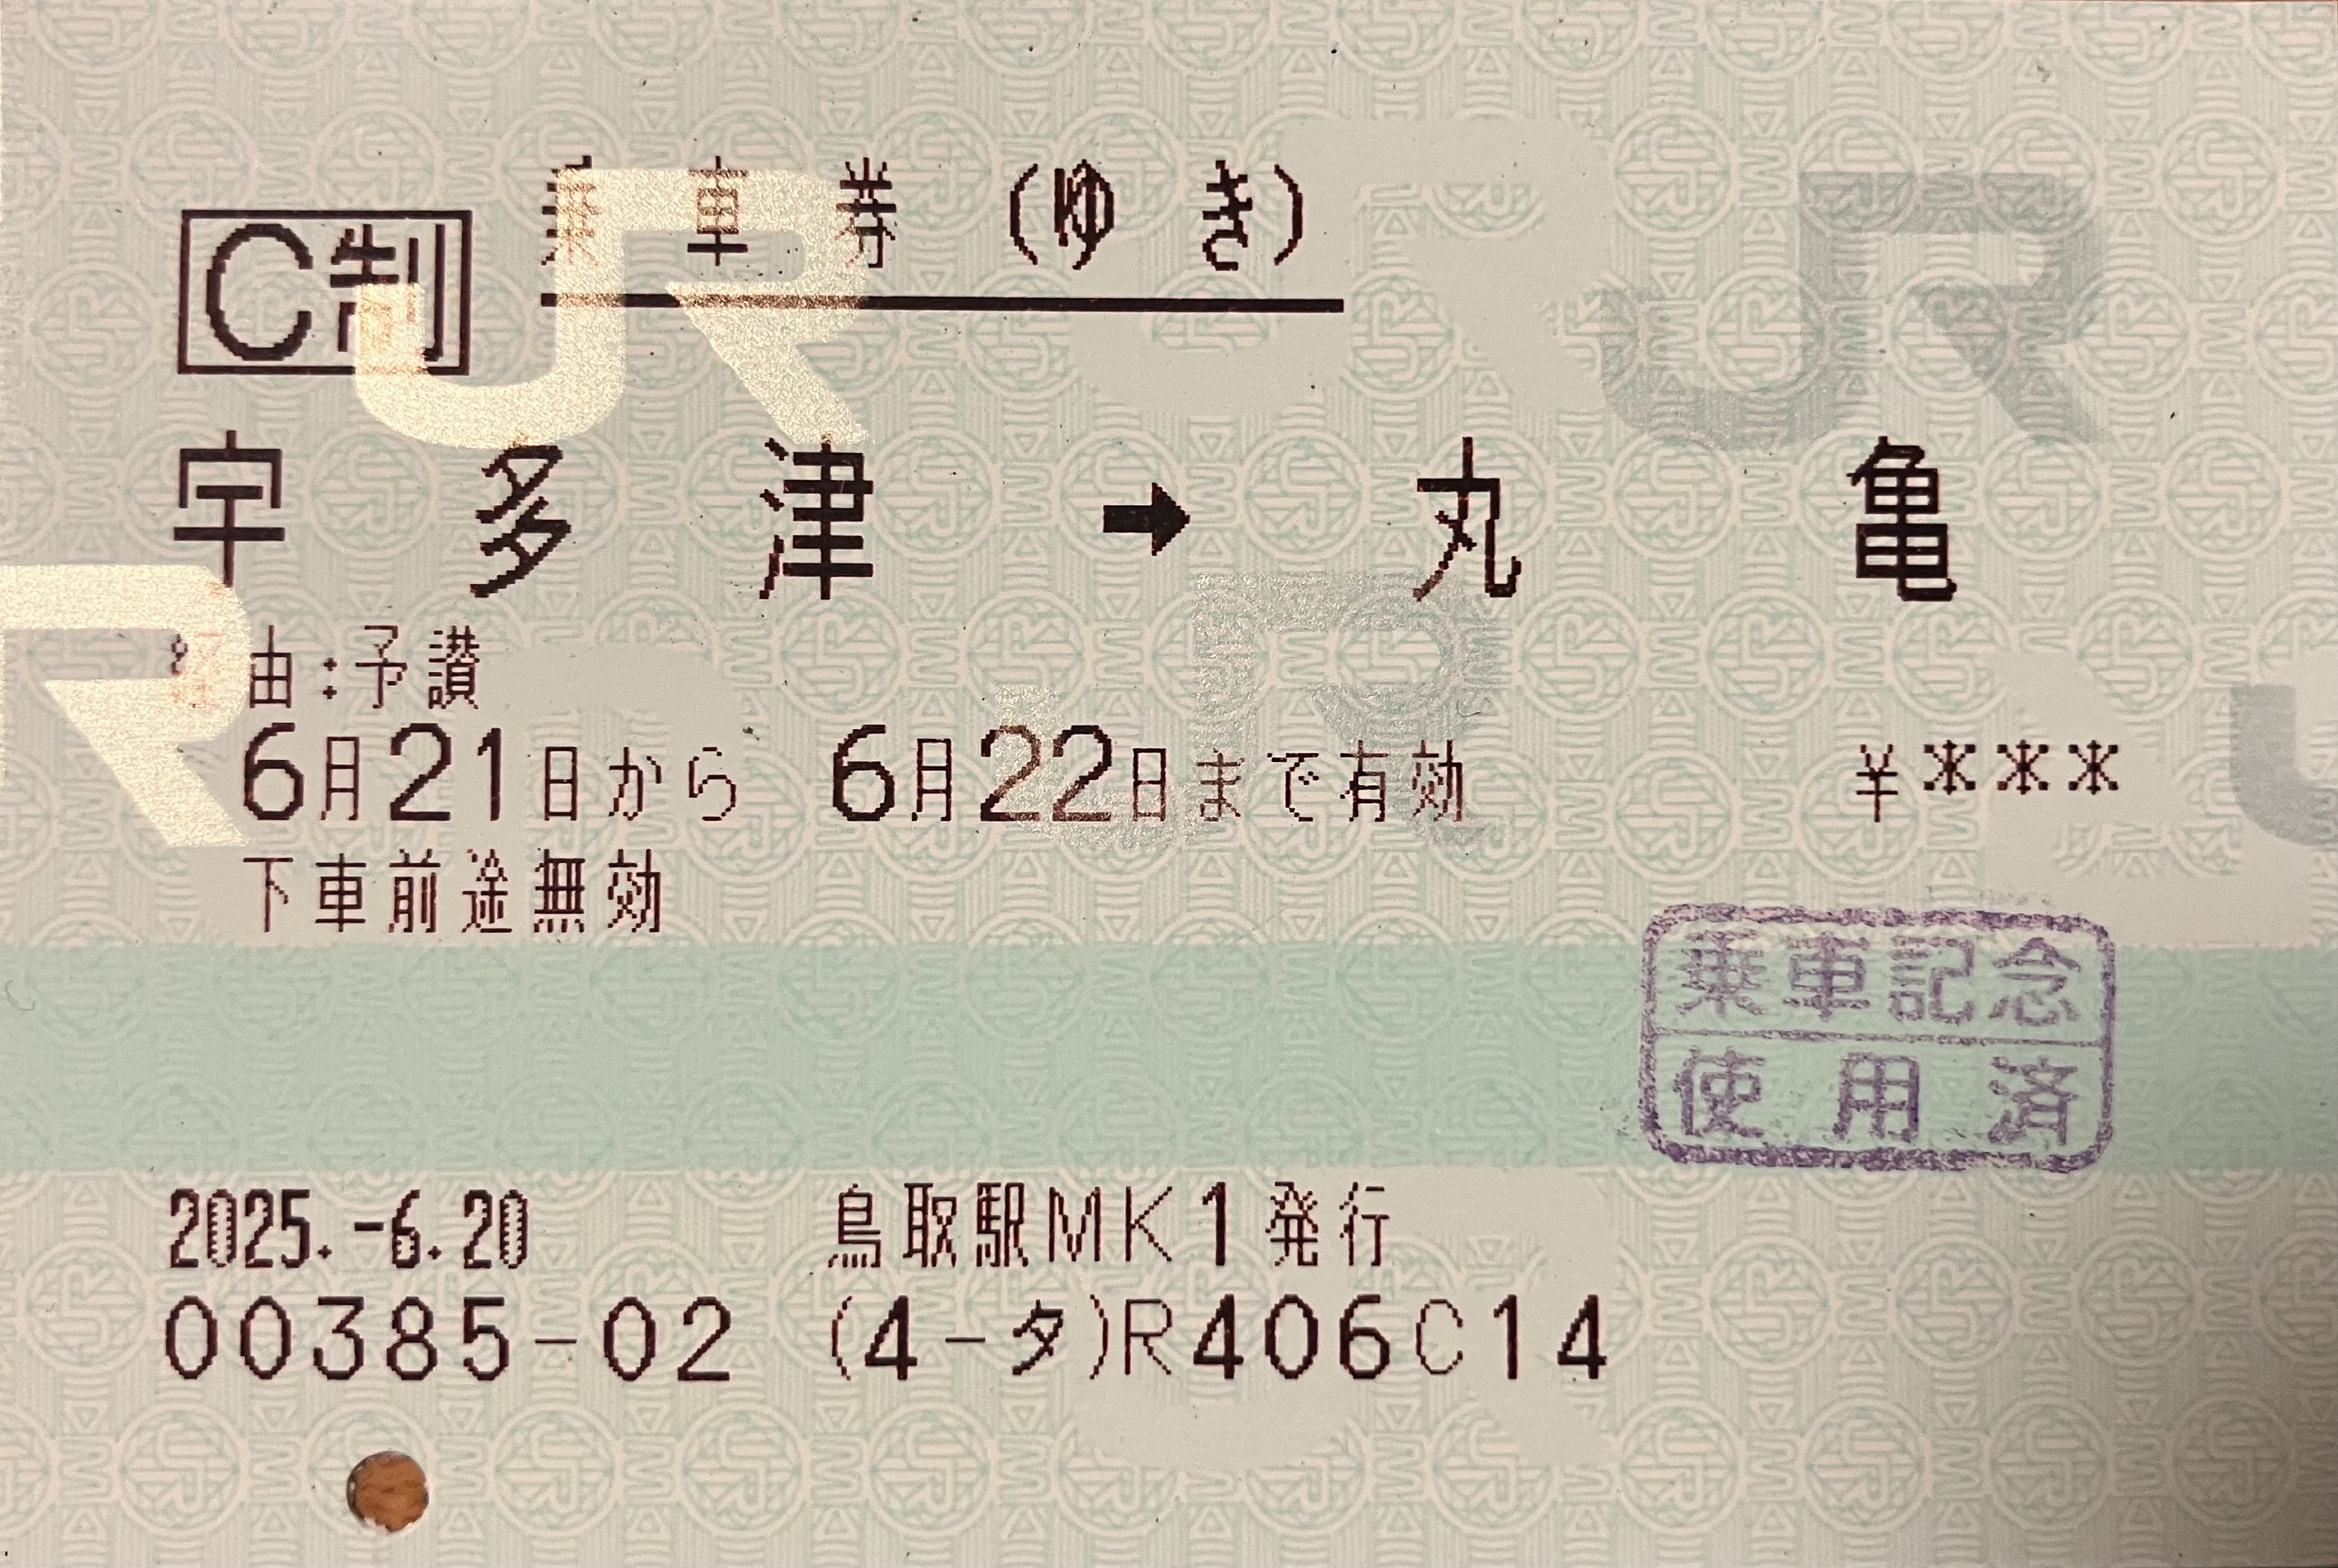 C制 乗車券(ゆき)
宇多津 → 丸亀
経由:予讃
6月21日から 6月22日まで有効 ¥***
下車前途無効
乗車記念
使用済
2025.-6.20 鳥取駅MK1発行
00385-02 (4-タ)R406C14
JR